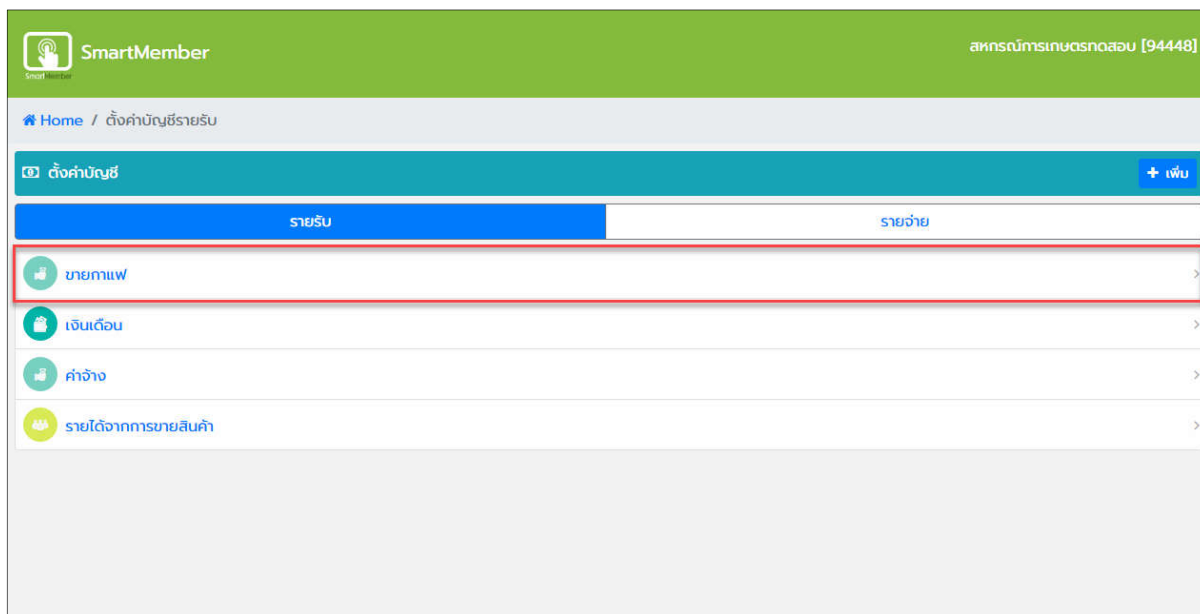 SmartMember
สหกรณ์การเกษตรทดสอบ [94448]
SmartMember
Home / ตั้งค่าบัญชีรายรับ
ตั้งค่าบัญชี
+ เพิ่ม
รายรับ
รายจ่าย
ขายกาแฟ
เงินเดือน
ค่าจ้าง
รายได้จากการขายสินค้า